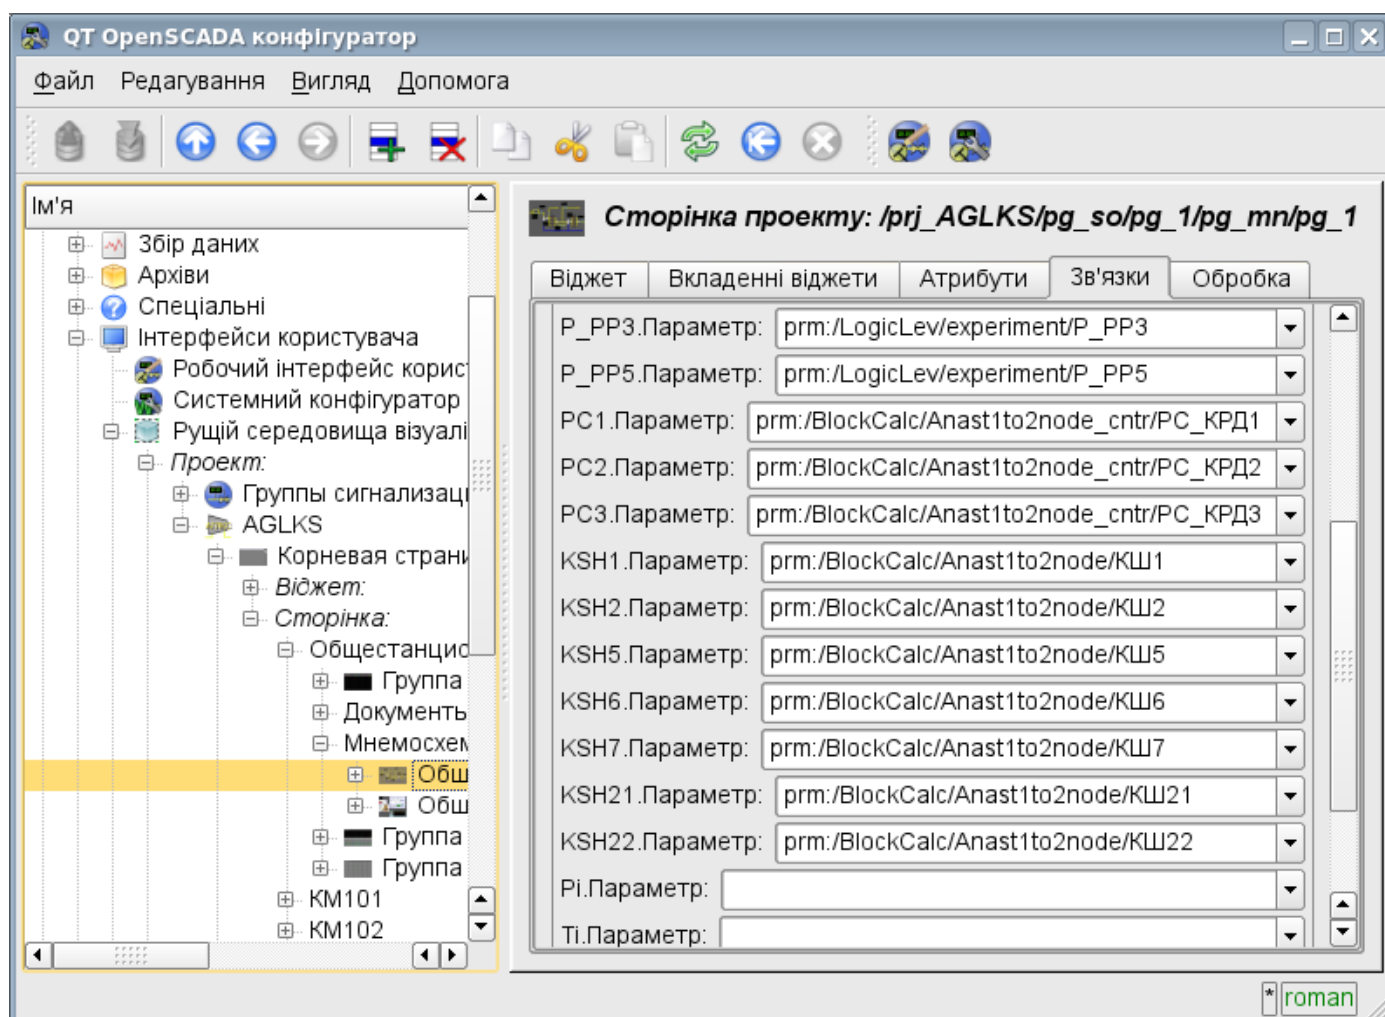 QT OpenSCADA конфігуратор
Файл Редагування Вигляд Допомога
Ім'я
Збір даних
Архіви
Спеціальні
Інтерфейси користувача
Робочий інтерфейс корис
Системний конфігуратор
Рущій середовища візуалі
Проект:
Группы сигнализац
AGLKS
Корневая страни
Віджет:
Сторінка:
Общестанцио
Группа
Документь
Мнемосхем
Общ
Общ
Группа
Группа
КМ101
КМ102
Сторінка проекту: /prj_AGLKS/pg_so/pg_1/pg_mn/pg_1
Віджет Вкладенні віджети Атрибути Зв'язки Обробка
P_PP3.Параметр: prm:/LogicLev/experiment/P_PP3
P_PP5.Параметр: prm:/LogicLev/experiment/P_PP5
PC1.Параметр: prm:/BlockCalc/Anast1to2node_cntr/PC_КРД1
PC2.Параметр: prm:/BlockCalc/Anast1to2node_cntr/PC_КРД2
PC3.Параметр: prm:/BlockCalc/Anast1to2node_cntr/PC_КРД3
KSH1.Параметр: prm:/BlockCalc/Anast1to2node/КШ1
KSH2.Параметр: prm:/BlockCalc/Anast1to2node/КШ2
KSH5.Параметр: prm:/BlockCalc/Anast1to2node/КШ5
KSH6.Параметр: prm:/BlockCalc/Anast1to2node/КШ6
KSH7.Параметр: prm:/BlockCalc/Anast1to2node/КШ7
KSH21.Параметр: prm:/BlockCalc/Anast1to2node/КШ21
KSH22.Параметр: prm:/BlockCalc/Anast1to2node/КШ22
Pi.Параметр:
Ti.Параметр:
* roman